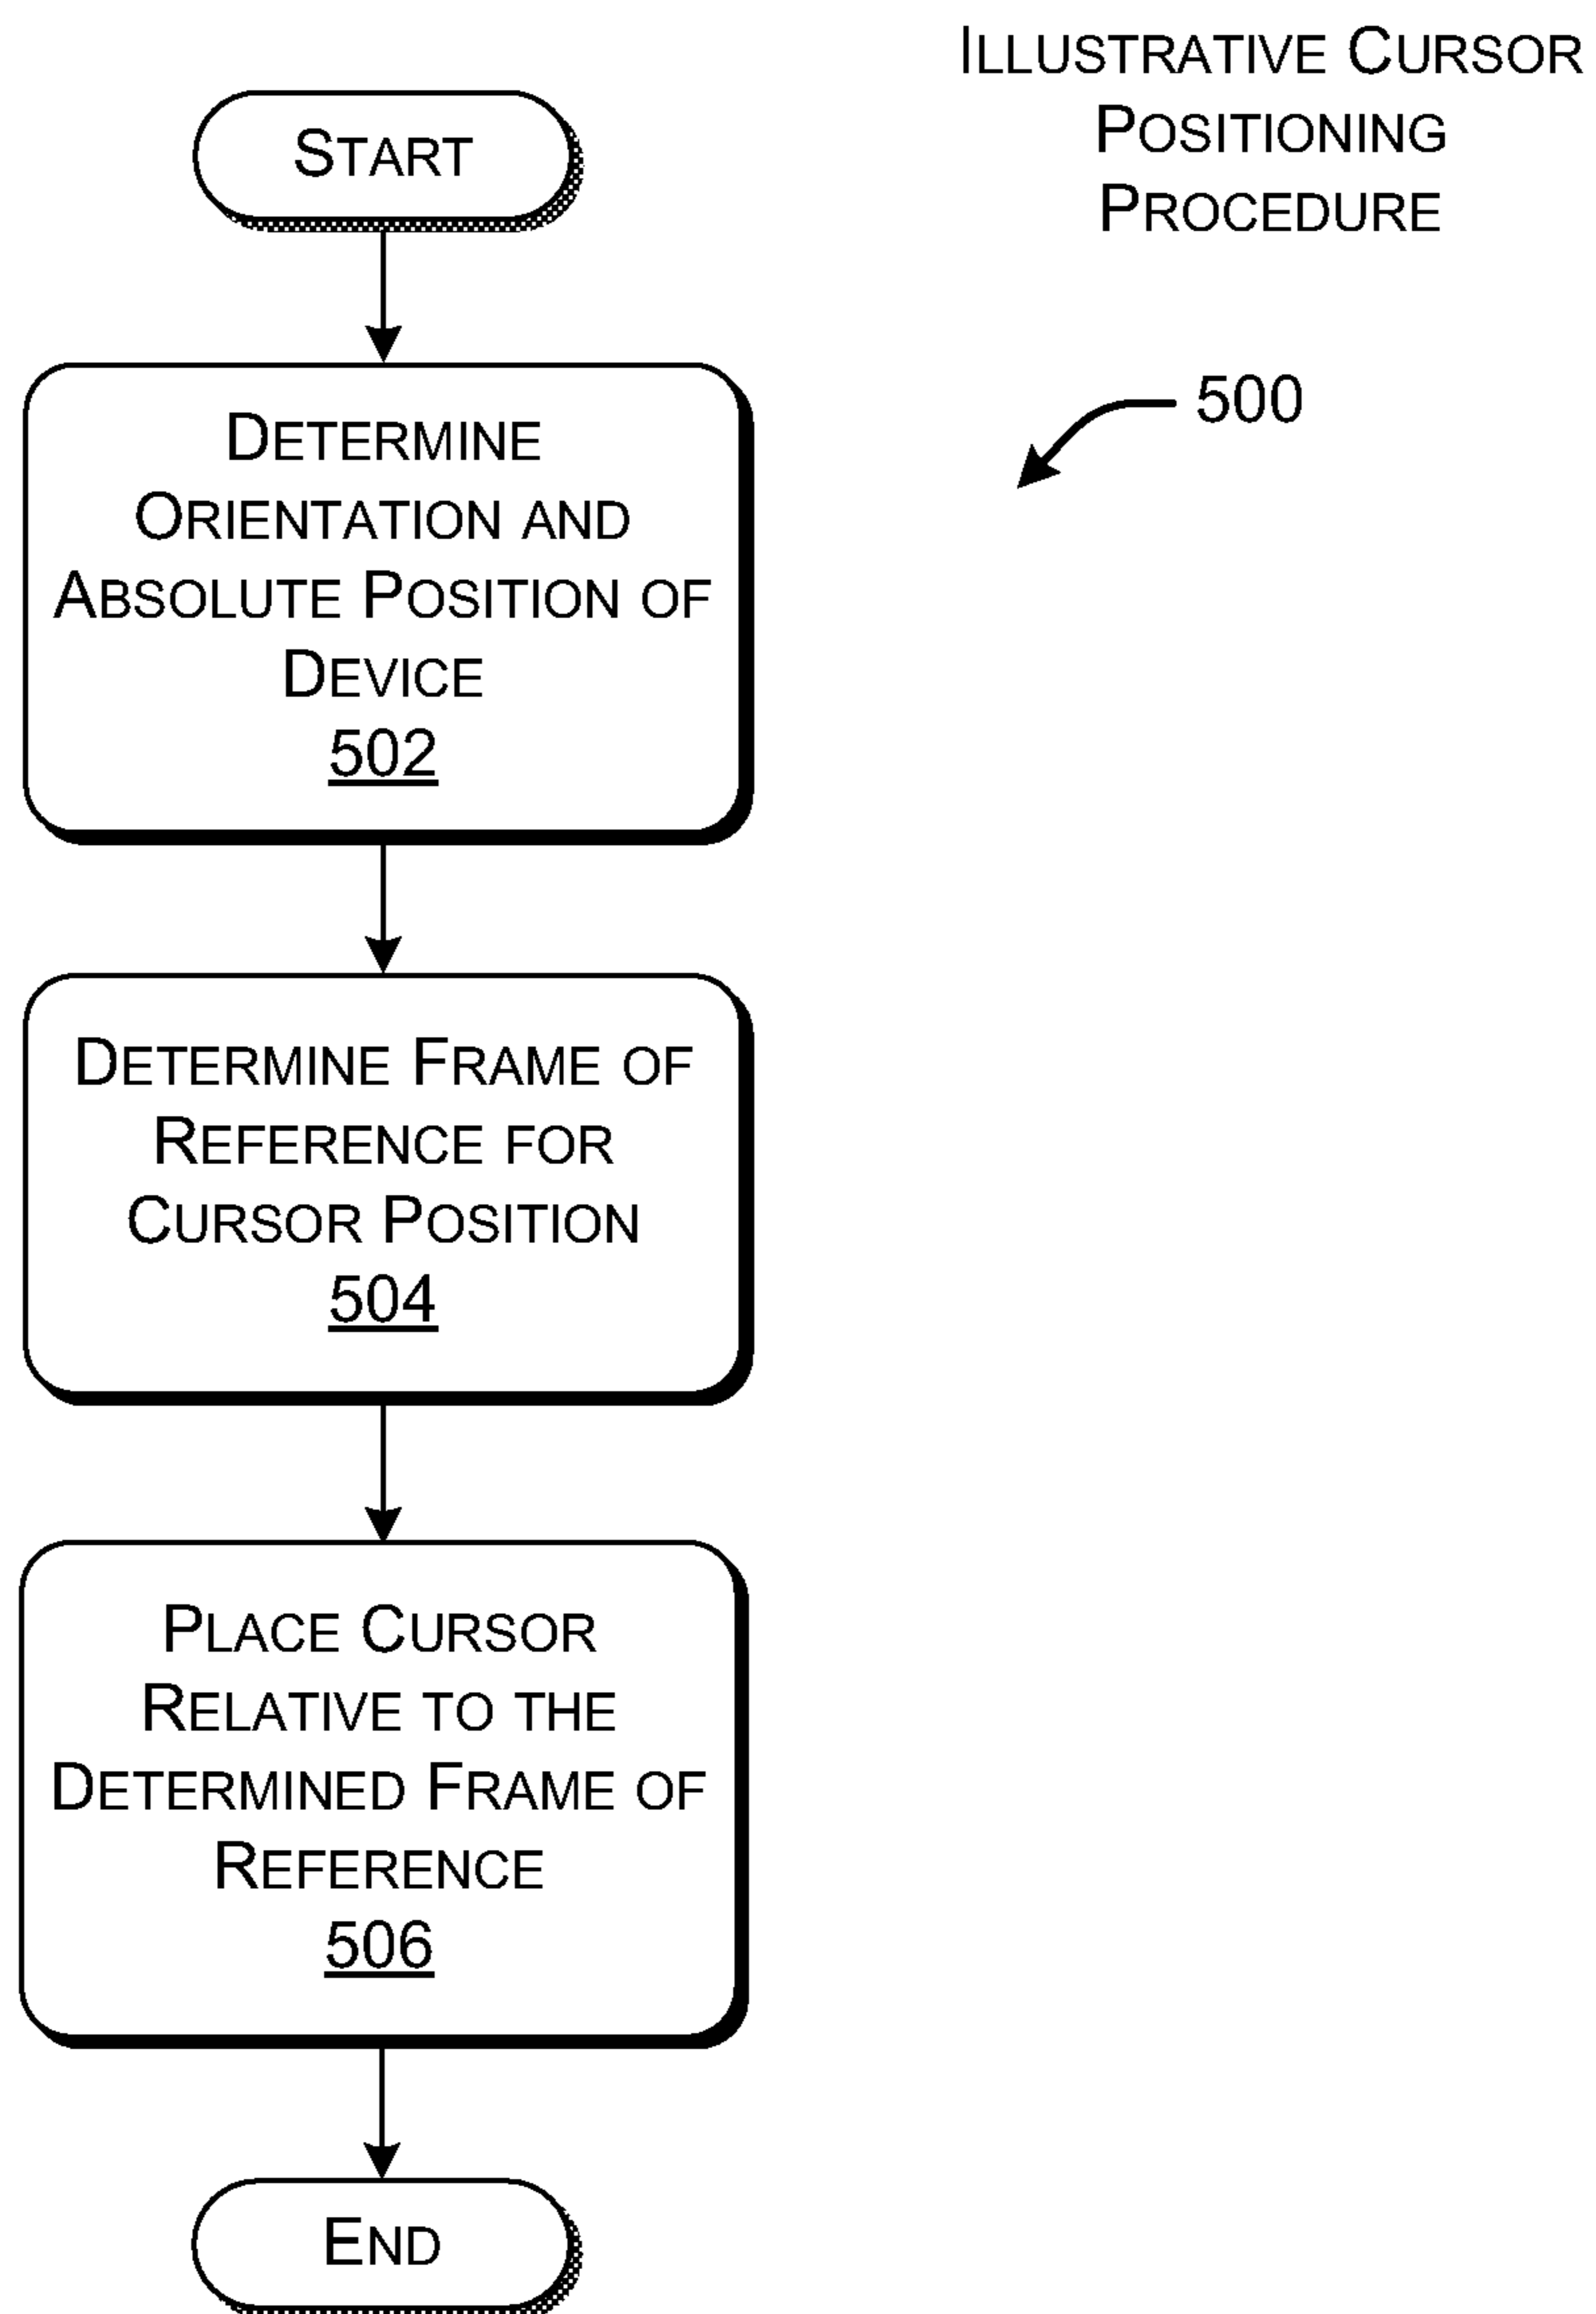 ILLUSTRATIVE CURSOR
POSITIONING
PROCEDURE
500
START
DETERMINE
ORIENTATION AND
ABSOLUTE POSITION OF
DEVICE
502
DETERMINE FRAME OF
REFERENCE FOR
CURSOR POSITION
504
PLACE CURSOR
RELATIVE TO THE
DETERMINED FRAME OF
REFERENCE
506
END